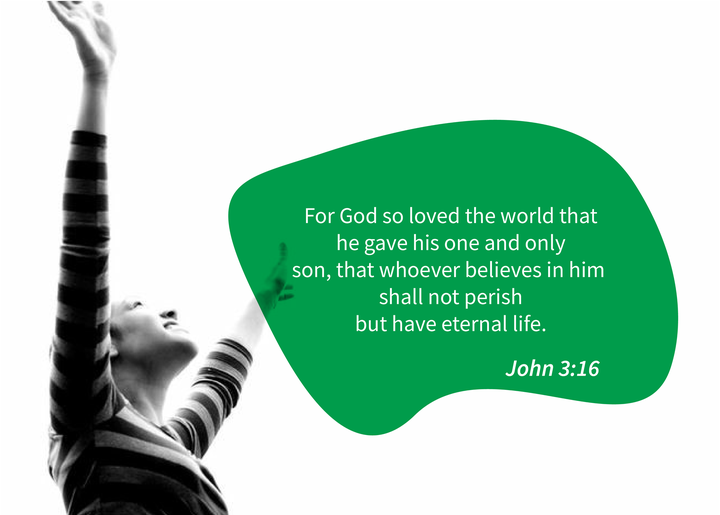 For God so loved the world that
he gave his one and only
son, that whoever believes in him
shall not perish
but have eternal life.
John 3:16